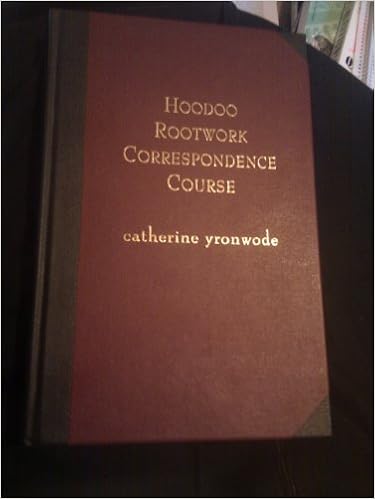 HOODOO
ROOTWORK
CORRESPONDENCE
COURSE
catherine yronwode